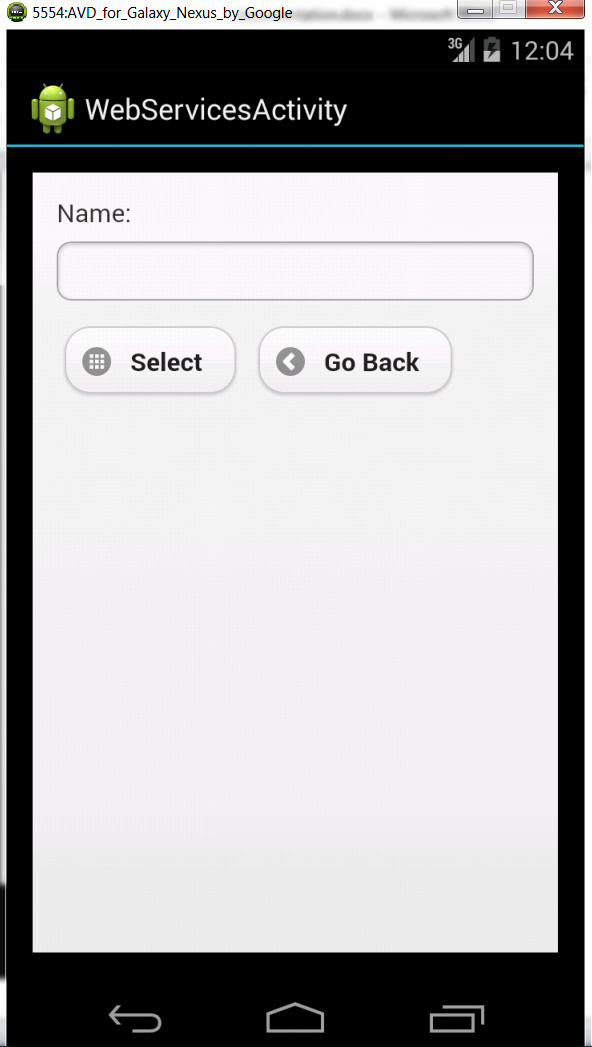 5554:AVD_for_Galaxy_Nexus_by_Google
3G 12:04
WebServicesActivity
Name:
Select Go Back